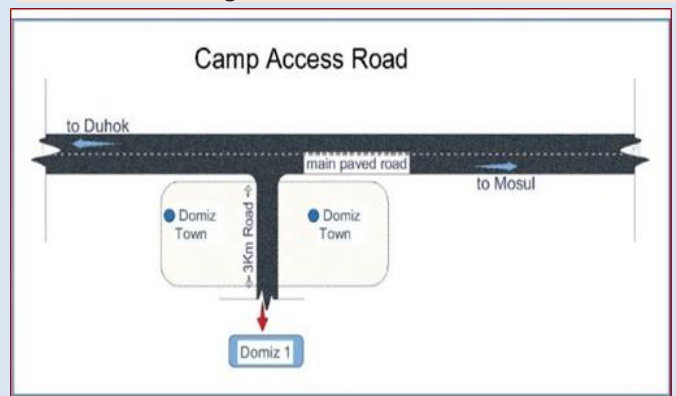 Camp Access Road
to Duhok
main paved road
to Mosul
Domiz
Town
3Km Road
Domiz
Town
Domiz 1